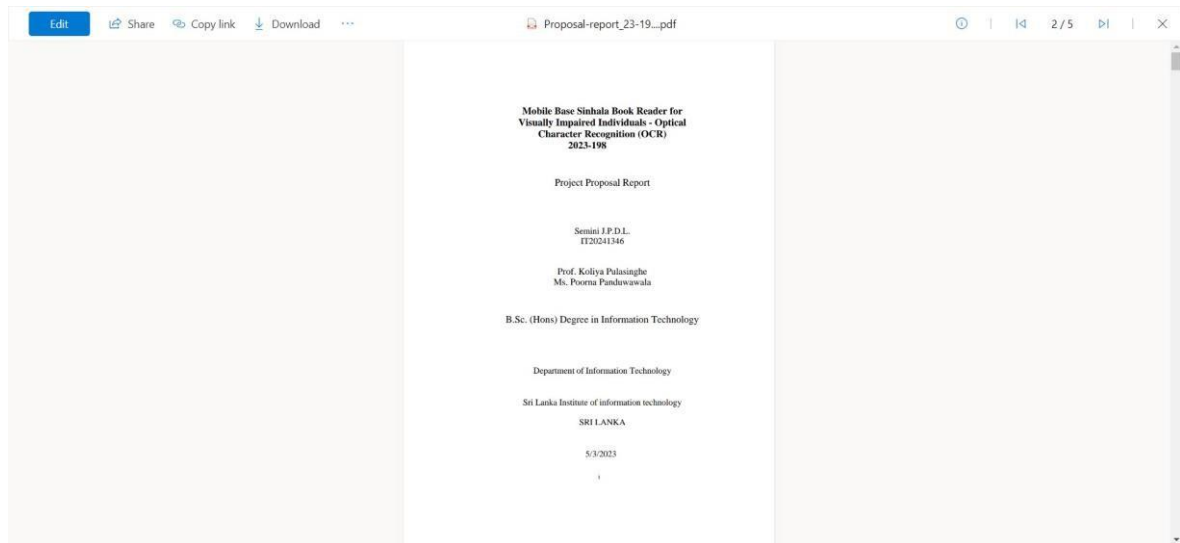 Edit Share Copy link Download ... Proposal-report_23-19....pdf 2 / 5
Mobile Base Sinhala Book Reader for
Visually Impaired Individuals - Optical
Character Recognition (OCR)
2023-198
Project Proposal Report
Semini J.P.D.L.
IT20241346
Prof. Koliya Pulasinghe
Ms. Poorna Panduwawala
B.Sc. (Hons) Degree in Information Technology
Department of Information Technology
Sri Lanka Institute of information technology
SRI LANKA
5/3/2023
1